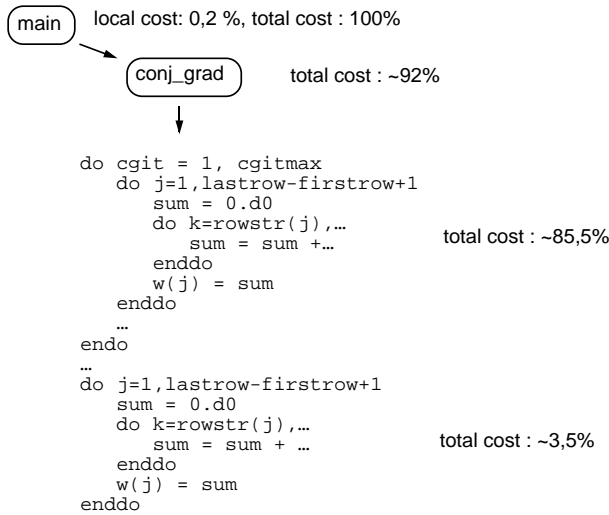 main local cost: 0,2 %, total cost : 100%
conj_grad total cost : ~92%
do cgit = 1, cgitmax
do j=1,lastrow-firstrow+1
sum = 0.d0
do k=rowstr(j),…
sum = sum +…
total cost : ~85,5%
enddo
w(j) = sum
enddo
…
endo
…
do j=1,lastrow-firstrow+1
sum = 0.d0
do k=rowstr(j),…
sum = sum + …
total cost : ~3,5%
enddo
w(j) = sum
enddo